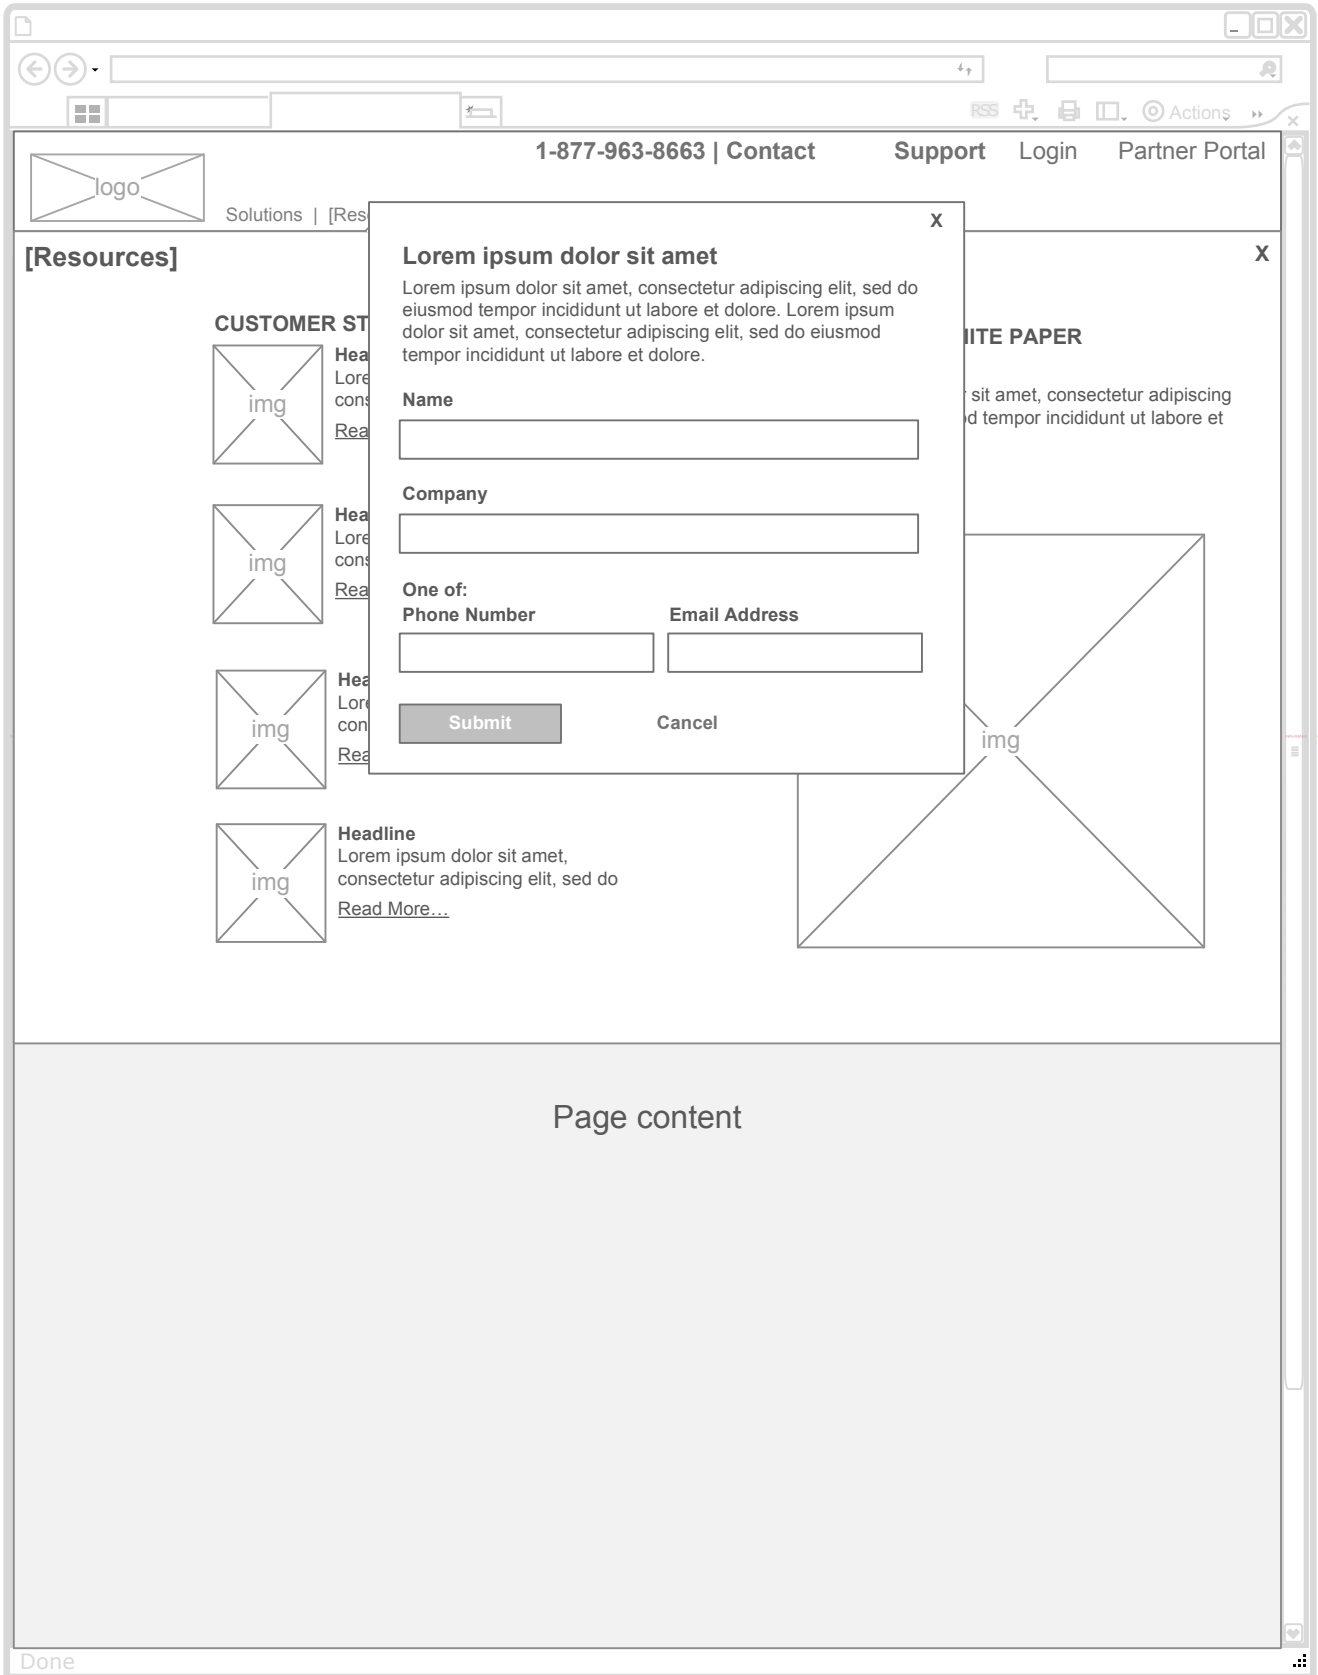 RSS
Actions
1-877-963-8663 | Contact Support Login Partner Portal
logo
Solutions | [Res
X
[Resources]
X
Lorem ipsum dolor sit amet
Lorem ipsum dolor sit amet, consectetur adipiscing elit, sed do
eiusmod tempor incididunt ut labore et dolore. Lorem ipsum
dolor sit amet, consectetur adipiscing elit, sed do eiusmod
tempor incididunt ut labore et dolore.
Name
Company
One of:
Phone Number Email Address
Submit Cancel
CUSTOMER ST
img
Hea
Lore
cons
Rea
img
Hea
Lore
cons
Rea
img
Hea
Lore
con
Rea
img
Headline
Lorem ipsum dolor sit amet,
consectetur adipiscing elit, sed do
Read More…
ITE PAPER
sit amet, consectetur adipiscing
d tempor incididunt ut labore et
img
Page content
Done